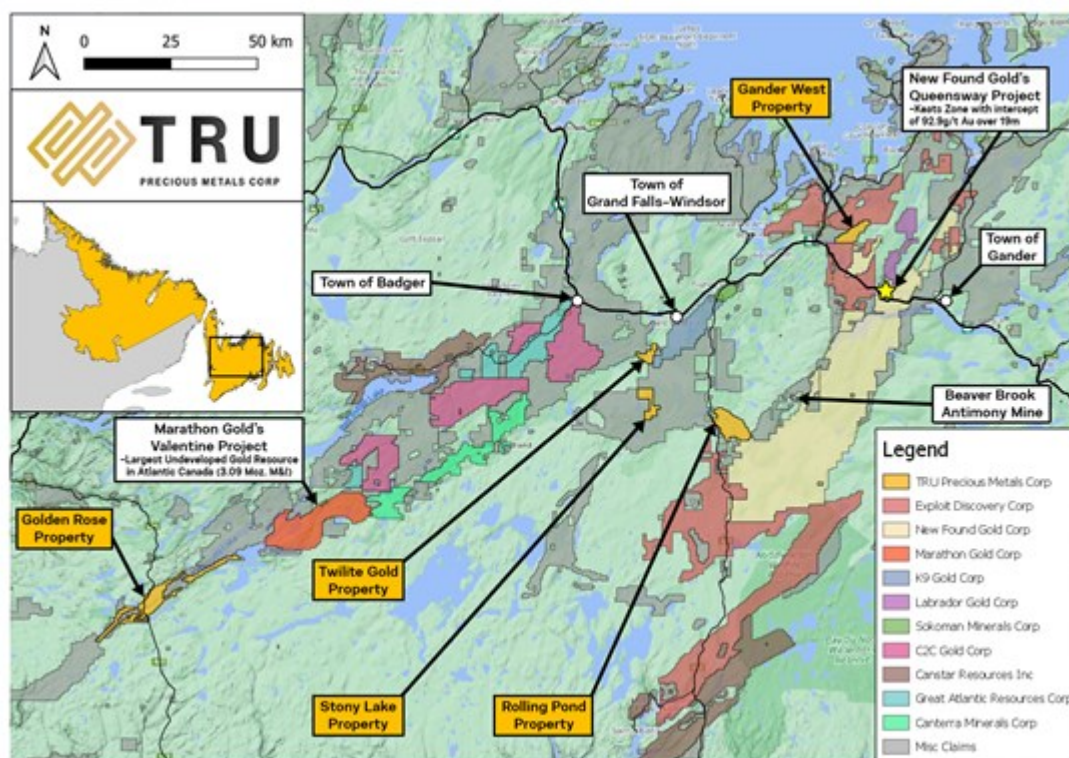 N
0 25 50 km
TRU
PRECIOUS METALS CORP
Gander West
Property
New Found Gold's
Queensway Project
~Keats Zone with intercept
of 92.9g/t Au over 19m
Town of
Grand Falls-Windsor
Town of
Gander
Town of Badger
Beaver Brook
Antimony Mine
Marathon Gold's
Valentine Project
~Largest Undeveloped Gold Resource
in Atlantic Canada (3.09 Moz. M&I)
Golden Rose
Property
Twilite Gold
Property
Stony Lake
Property
Rolling Pond
Property
Legend
TRU Precious Metals Corp
Exploit Discovery Corp
New Found Gold Corp
Marathon Gold Corp
K9 Gold Corp
Labrador Gold Corp
Sokoman Minerals Corp
C2C Gold Corp
Canstar Resources Inc
Great Atlantic Resources Corp
Canterra Minerals Corp
Misc Claims